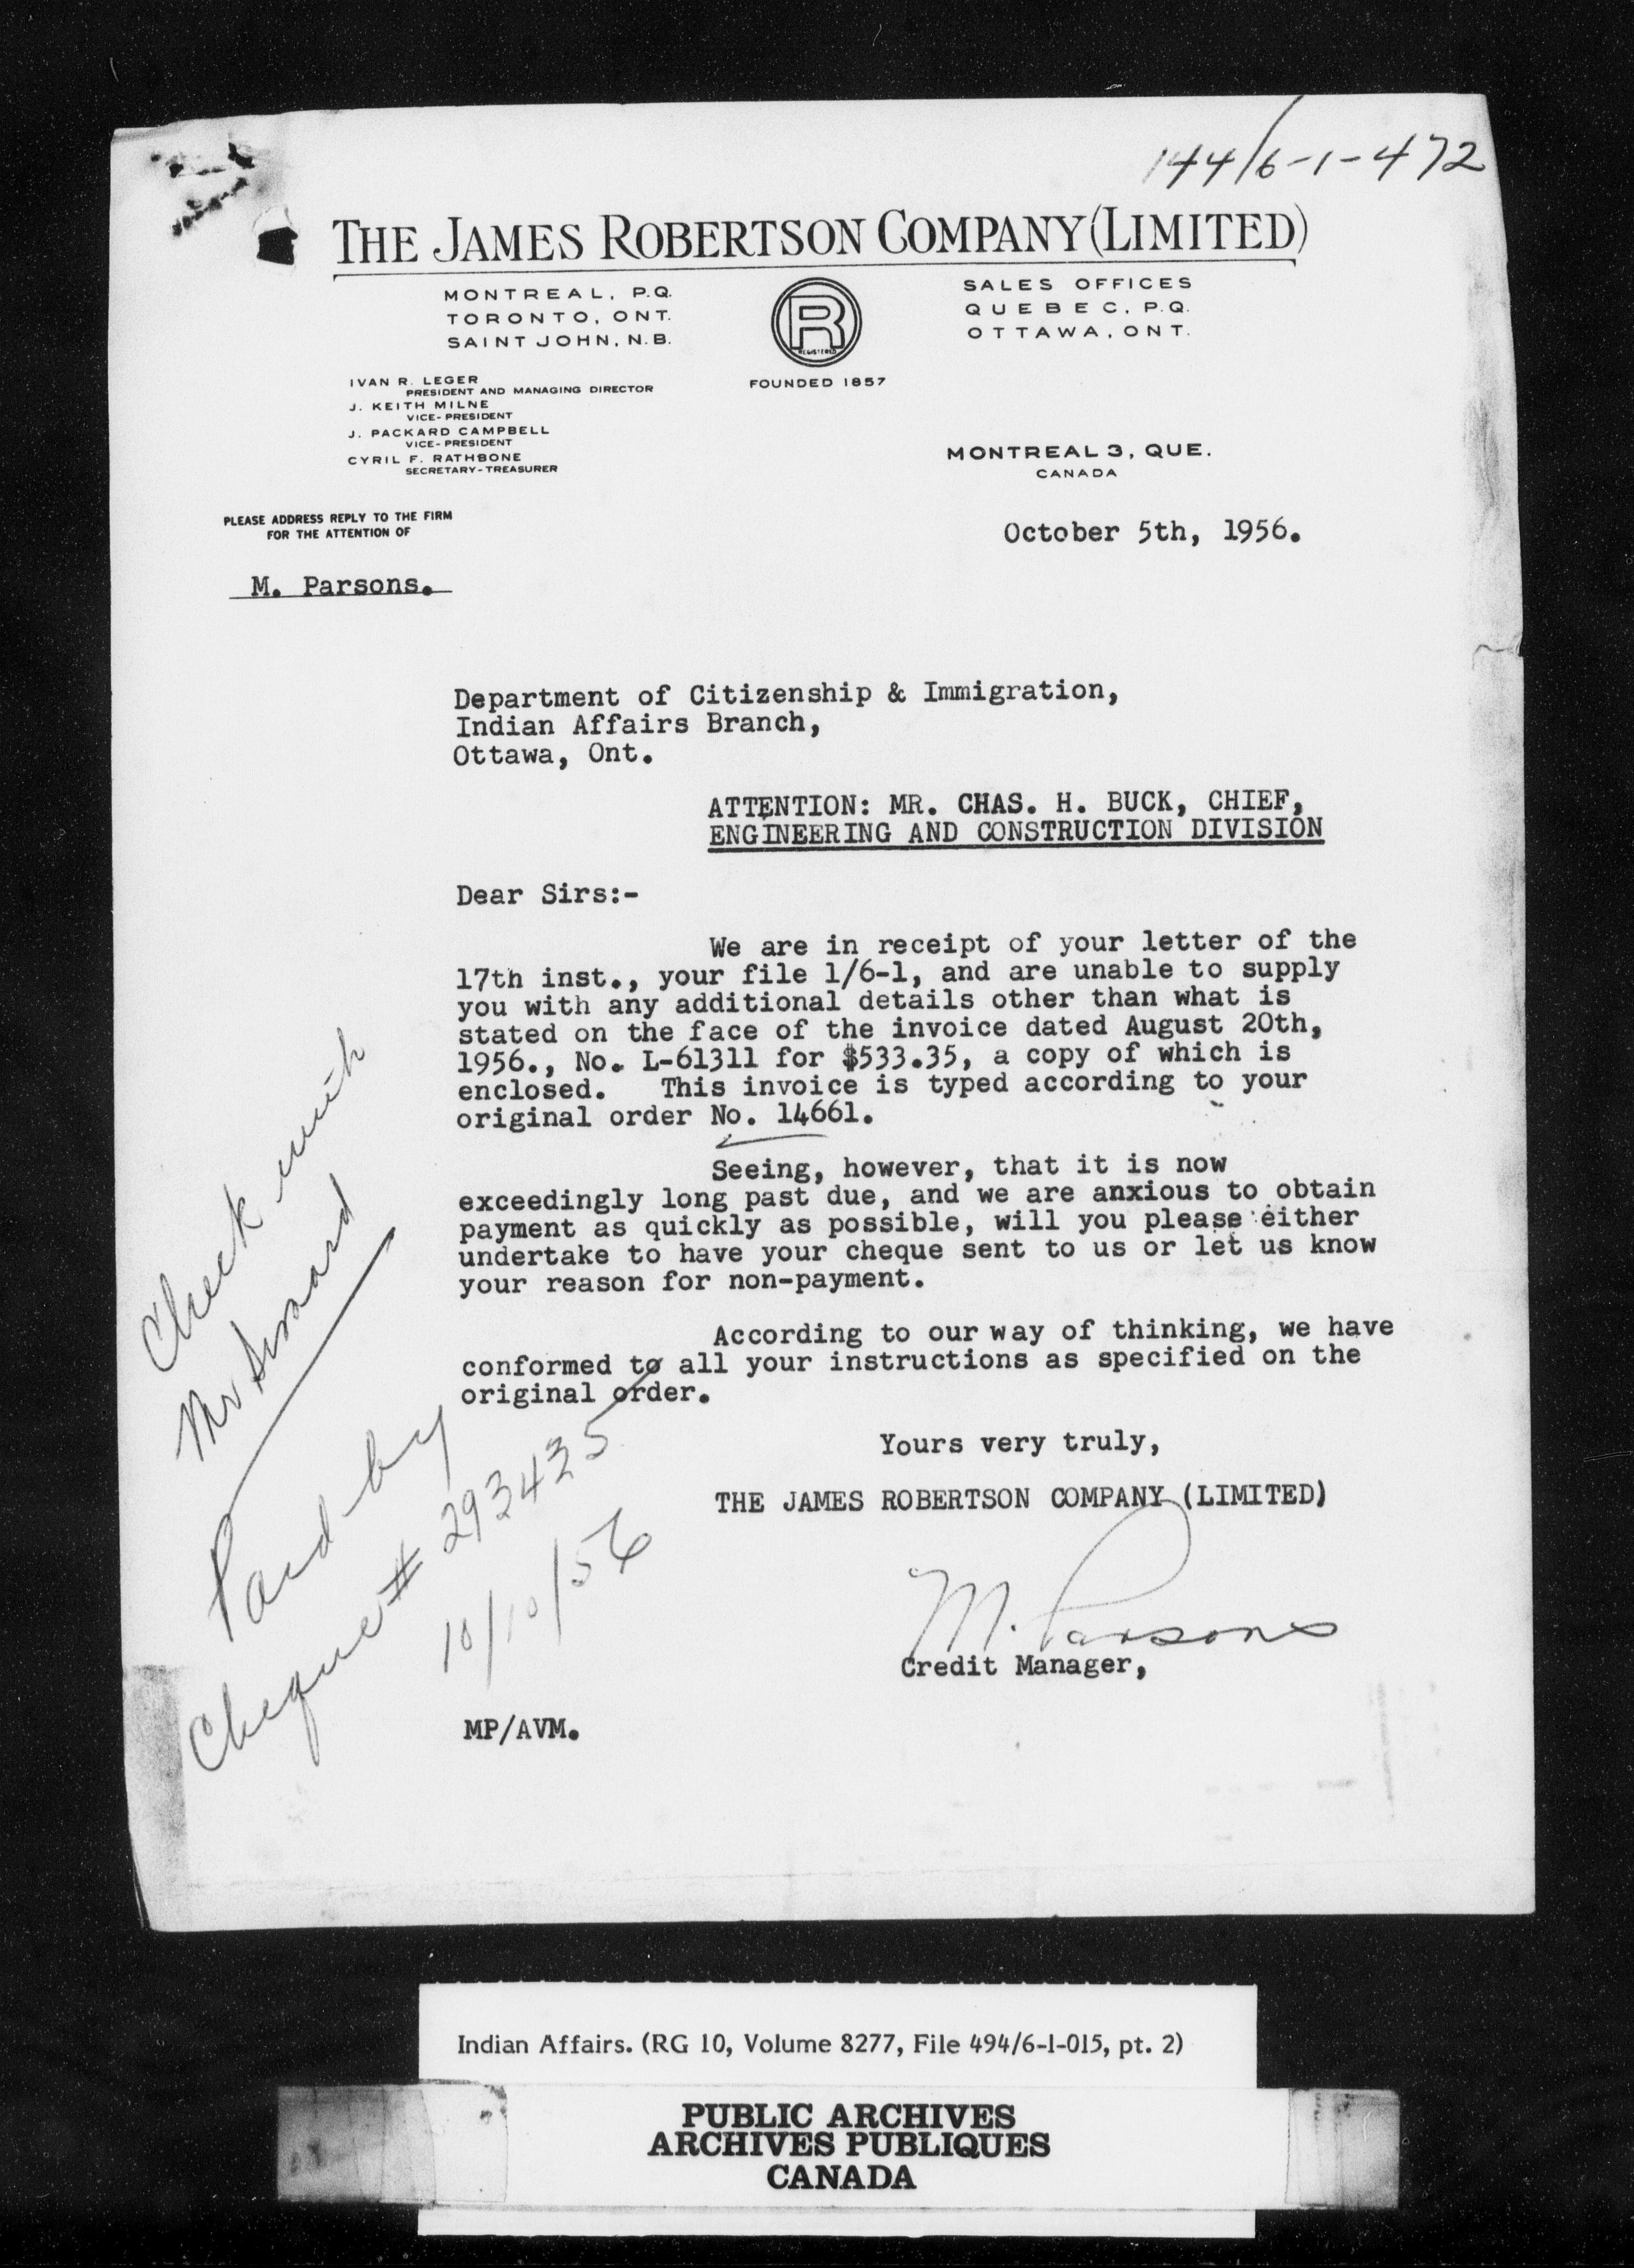 144/6-1-472
THE JAMES ROBERTSON COMPANY (LIMITED)
MONTREAL, P.Q.
TORONTO, ONT.
SAINT JOHN, N.B.
R
REGISTERED
FOUNDED 1857
SALES OFFICES
QUEBEC, P.Q.
OTTAWA, ONT.
IVAN R. LEGER
PRESIDENT AND MANAGING DIRECTOR
J. KEITH MILNE
VICE-PRESIDENT
J. PACKARD CAMPBELL
VICE-PRESIDENT
CYRIL F. RATHBONE
SECRETARY-TREASURER
MONTREAL 3, QUE.
CANADA
PLEASE ADDRESS REPLY TO THE FIRM
FOR THE ATTENTION OF
M. Parsons.
October 5th, 1956.
Department of Citizenship & Immigration,
Indian Affairs Branch,
Ottawa, Ont.
ATTENTION: MR. CHAS. H. BUCK, CHIEF,
ENGINEERING AND CONSTRUCTION DIVISION
Dear Sirs:-
We are in receipt of your letter of the
17th inst., your file 1/6-1, and are unable to supply
you with any additional details other than what is
stated on the face of the invoice dated August 20th,
1956., No. L-61311 for $533.35, a copy of which is
enclosed. This invoice is typed according to your
original order No. 14661.
Seeing, however, that it is now
exceedingly long past due, and we are anxious to obtain
payment as quickly as possible, will you please either
undertake to have your cheque sent to us or let us know
your reason for non-payment.
According to our way of thinking, we have
conformed to all your instructions as specified on the
original order.
Yours very truly,
THE JAMES ROBERTSON COMPANY (LIMITED)
M. Parsons
Credit Manager,
MP/AVM.
Check with
Mr Simard
Paid by
Cheque # 293435
10/10/56
Indian Affairs. (RG 10, Volume 8277, File 494/6-1-015, pt. 2)
PUBLIC ARCHIVES
ARCHIVES PUBLIQUES
CANADA